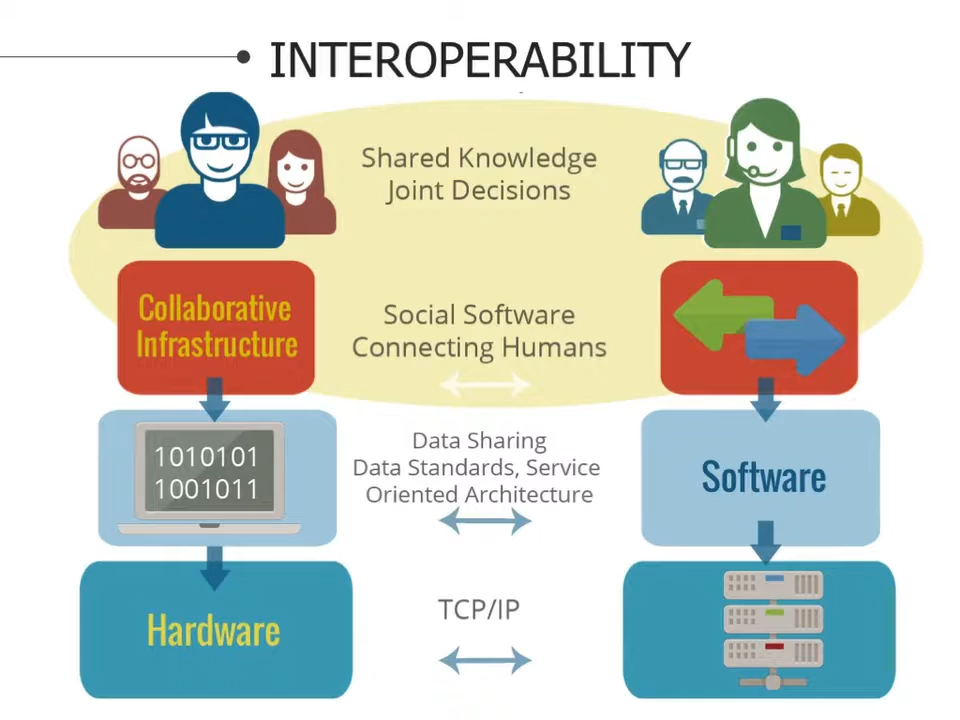 INTEROPERABILITY
Shared Knowledge
Joint Decisions
Collaborative
Infrastructure
Social Software
Connecting Humans
1010101
1001011
Data Sharing
Data Standards, Service
Oriented Architecture
Software
Hardware
TCP/IP